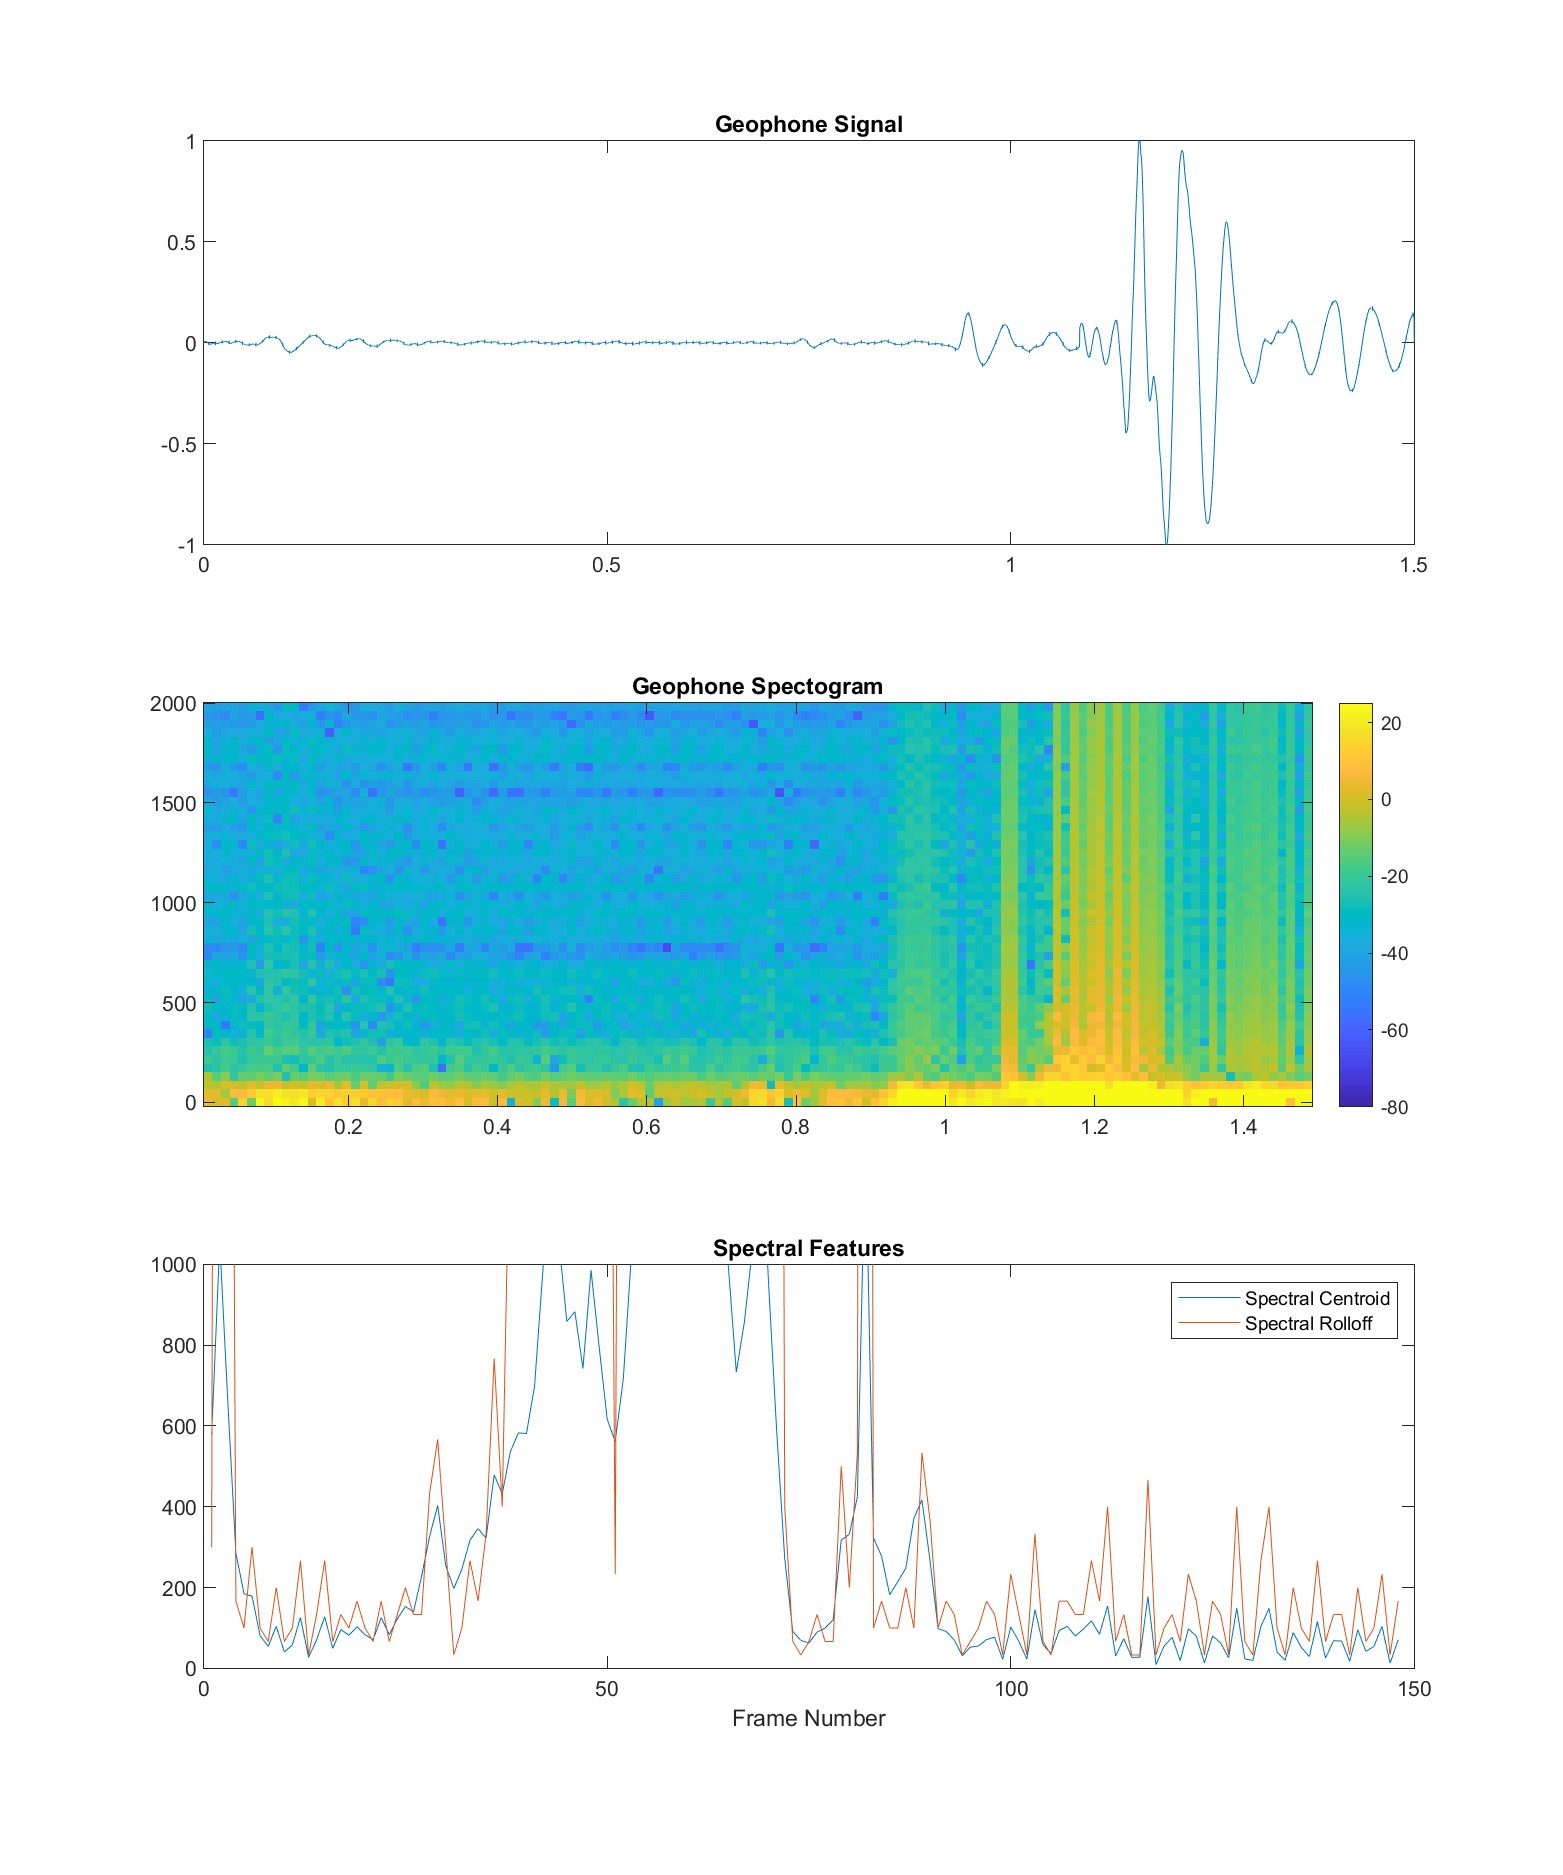 Geophone Signal
1
0.5
0
-0.5
-1
0 0.5 1 1.5
Geophone Spectogram
2000
1500
1000
500
0
0.2 0.4 0.6 0.8 1 1.2 1.4
20
0
-20
-40
-60
-80
Spectral Features
1000
800
600
400
200
0
Spectral Centroid
Spectral Rolloff
0 50 100 150
Frame Number